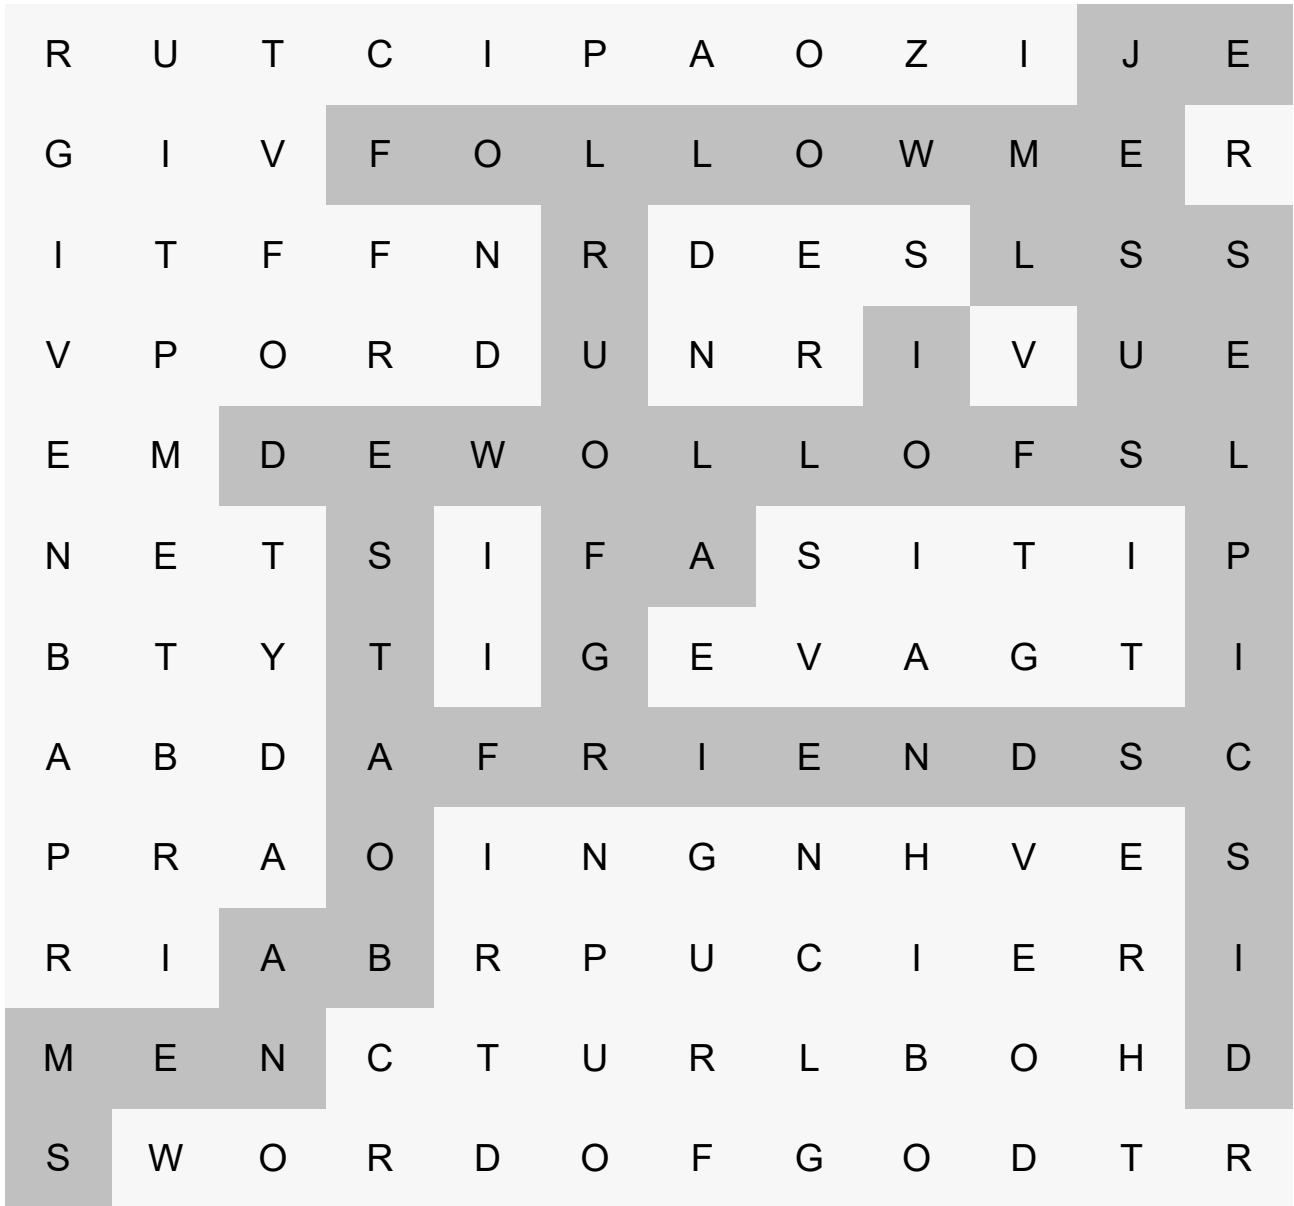 R U T C I P A O Z I J E
G I V F O L L O W M E R
I T F F N R D E S L S S
V P O R D U N R I V U E
E M D E W O L L O F S L
N E T S I F A S I T I P
B T Y T I G E V A G T I
A B D A F R I E N D S C
P R A O I N G N H V E S
R I A B R P U C I E R I
M E N C T U R L B O H D
S W O R D O F G O D T R